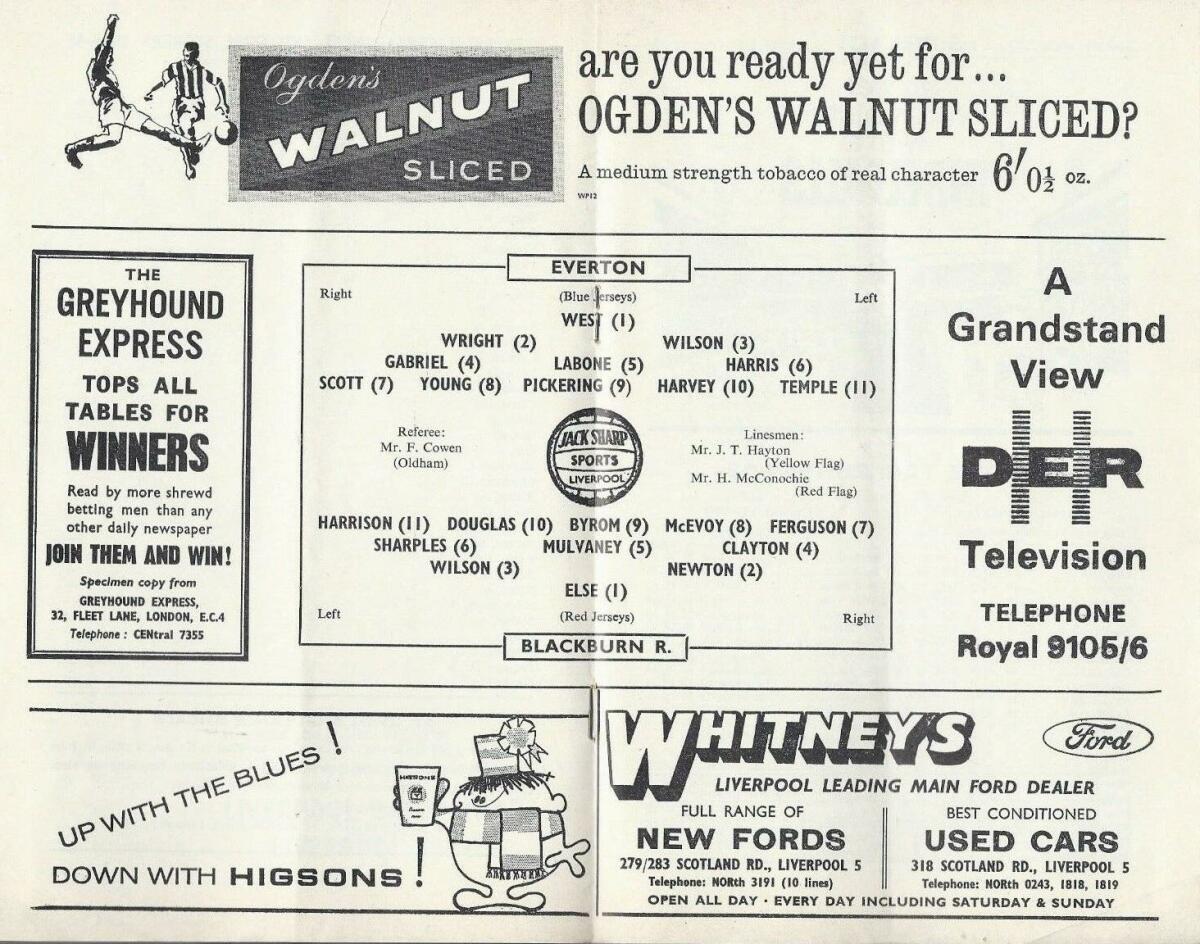 Ogden's
WALNUT
SLICED
are you ready yet for...
OGDEN'S WALNUT SLICED?
A medium strength tobacco of real character 6'0½ oz.
WP12
THE
GREYHOUND
EXPRESS
TOPS ALL
TABLES FOR
WINNERS
Read by more shrewd
betting men than any
other daily newspaper
JOIN THEM AND WIN!
Specimen copy from
GREYHOUND EXPRESS,
32, FLEET LANE, LONDON, E.C.4
Telephone : CENtral 7355
EVERTON
Right (Blue Jerseys) Left
WEST (1)
WRIGHT (2) WILSON (3)
GABRIEL (4) LABONE (5) HARRIS (6)
SCOTT (7) YOUNG (8) PICKERING (9) HARVEY (10) TEMPLE (11)
Referee:
Mr. F. Cowen
(Oldham)
JACK SHARP
SPORTS
LIVERPOOL
Linesmen:
Mr. J. T. Hayton
(Yellow Flag)
Mr. H. McConochie
(Red Flag)
HARRISON (11) DOUGLAS (10) BYROM (9) McEVOY (8) FERGUSON (7)
SHARPLES (6) MULVANEY (5) CLAYTON (4)
WILSON (3) NEWTON (2)
ELSE (1)
Left (Red Jerseys) Right
BLACKBURN R.
A
Grandstand
View
DER
Television
TELEPHONE
Royal 9105/6
UP WITH THE BLUES!
DOWN WITH HIGSONS!
HIGSONS
WHITNEY'S
Ford
LIVERPOOL LEADING MAIN FORD DEALER
FULL RANGE OF
NEW FORDS
279/283 SCOTLAND RD., LIVERPOOL 5
Telephone: NORth 3191 (10 lines)
BEST CONDITIONED
USED CARS
318 SCOTLAND RD., LIVERPOOL 5
Telephone: NORth 0243, 1818, 1819
OPEN ALL DAY · EVERY DAY INCLUDING SATURDAY & SUNDAY